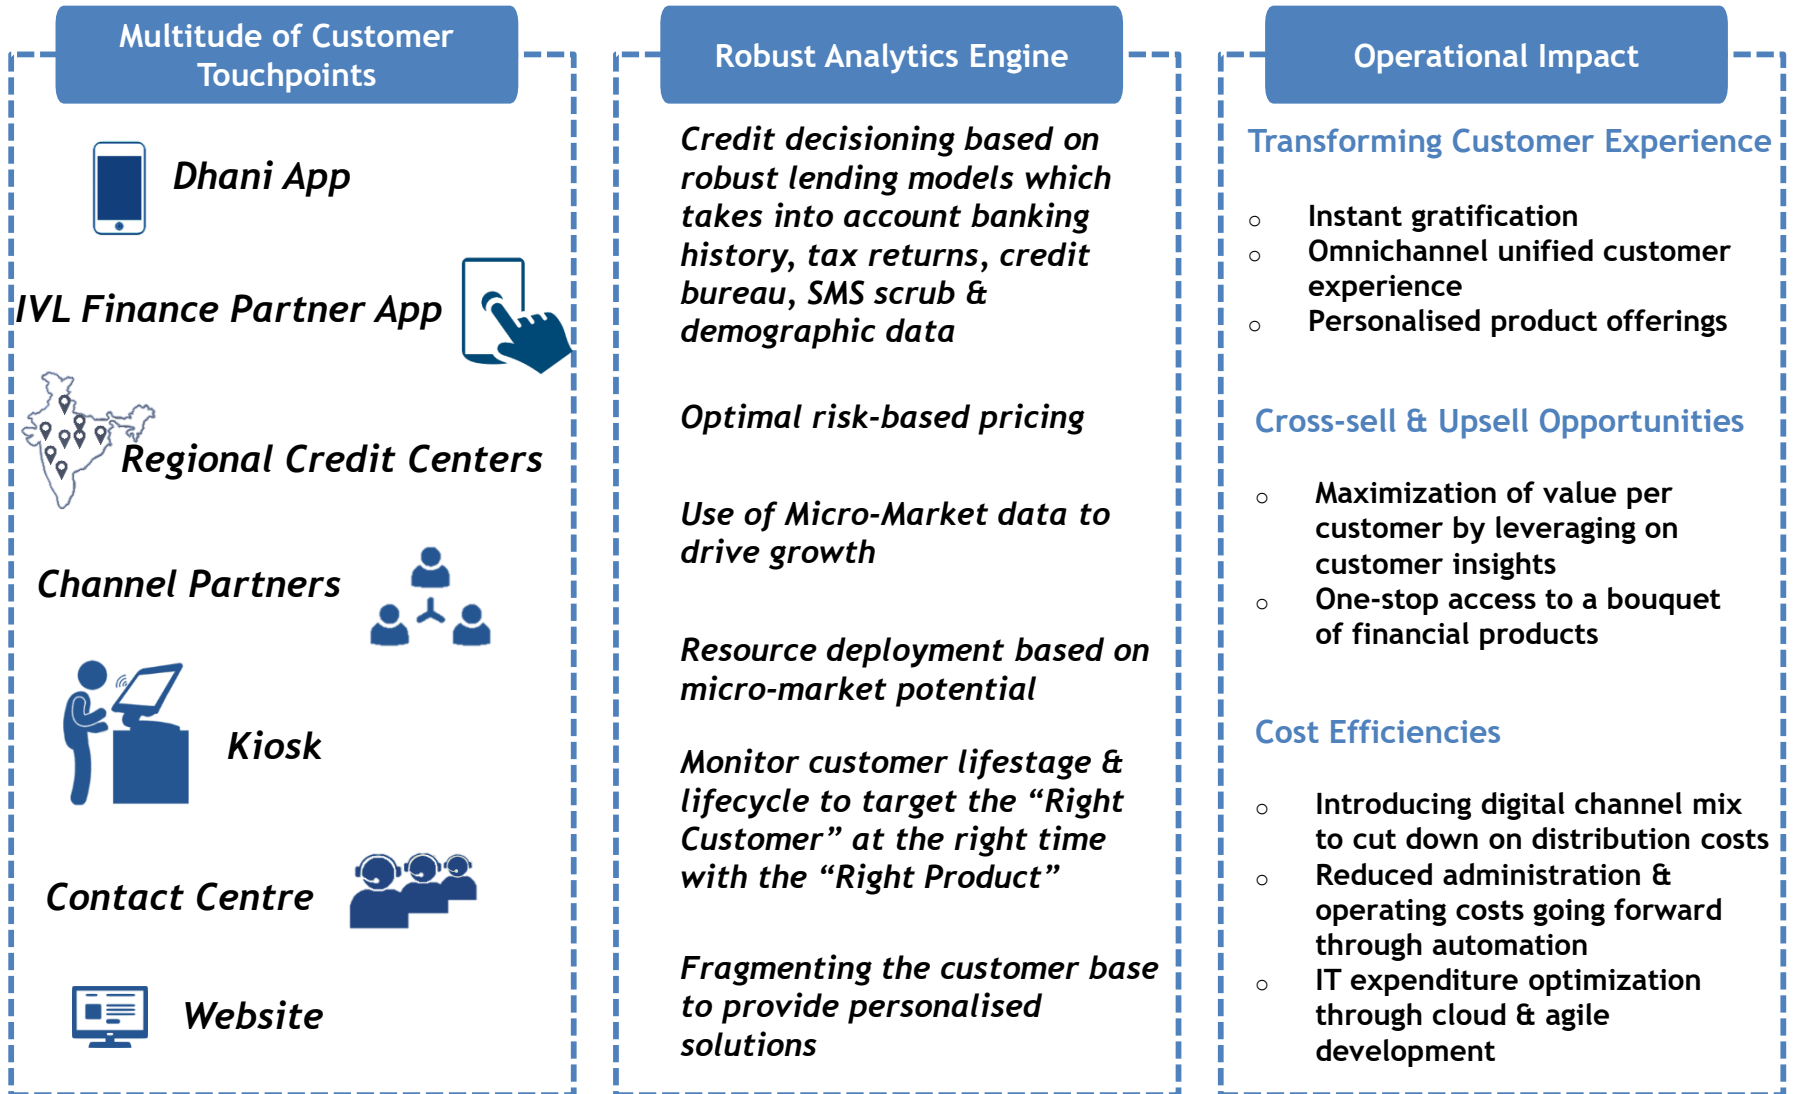 Multitude of Customer
Touchpoints
Dhani App
IVL Finance Partner App
Regional Credit Centers
Channel Partners
Kiosk
Contact Centre
Website
Robust Analytics Engine
Credit decisioning based on
robust lending models which
takes into account banking
history, tax returns, credit
bureau, SMS scrub &
demographic data
Optimal risk-based pricing
Use of Micro-Market data to
drive growth
Resource deployment based on
micro-market potential
Monitor customer lifestage &
lifecycle to target the “Right
Customer” at the right time
with the “Right Product”
Fragmenting the customer base
to provide personalised
solutions
Operational Impact
Transforming Customer Experience
o Instant gratification
o Omnichannel unified customer
experience
o Personalised product offerings
Cross-sell & Upsell Opportunities
o Maximization of value per
customer by leveraging on
customer insights
o One-stop access to a bouquet
of financial products
Cost Efficiencies
o Introducing digital channel mix
to cut down on distribution costs
o Reduced administration &
operating costs going forward
through automation
o IT expenditure optimization
through cloud & agile
development